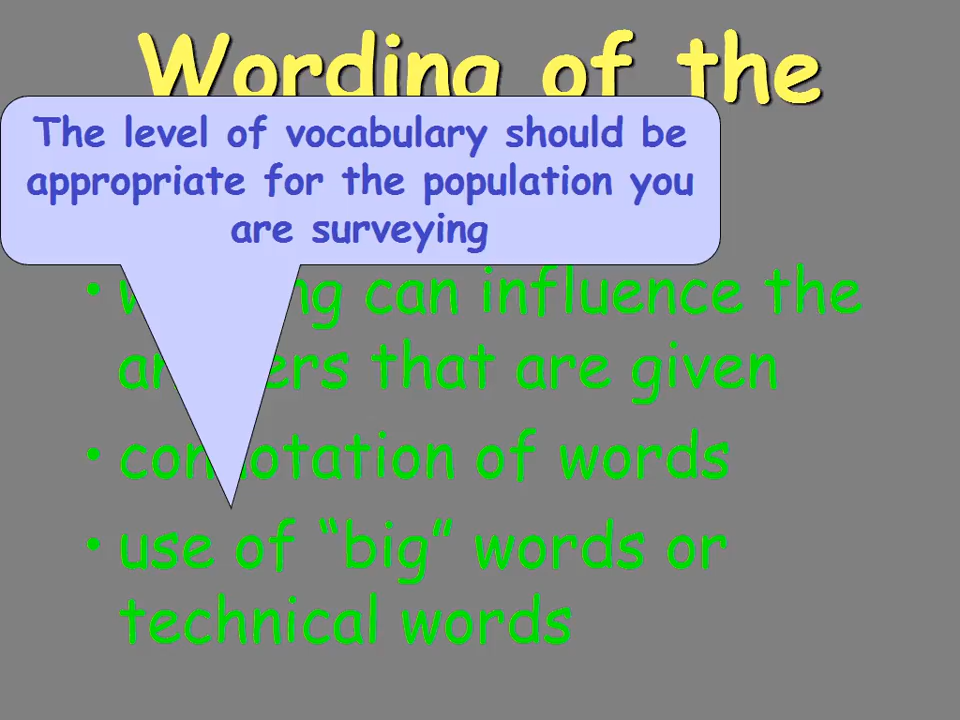 Wording of the
The level of vocabulary should be
appropriate for the population you
are surveying
• can influence the
that are given
• connotation of words
• use of “big” words or
technical words